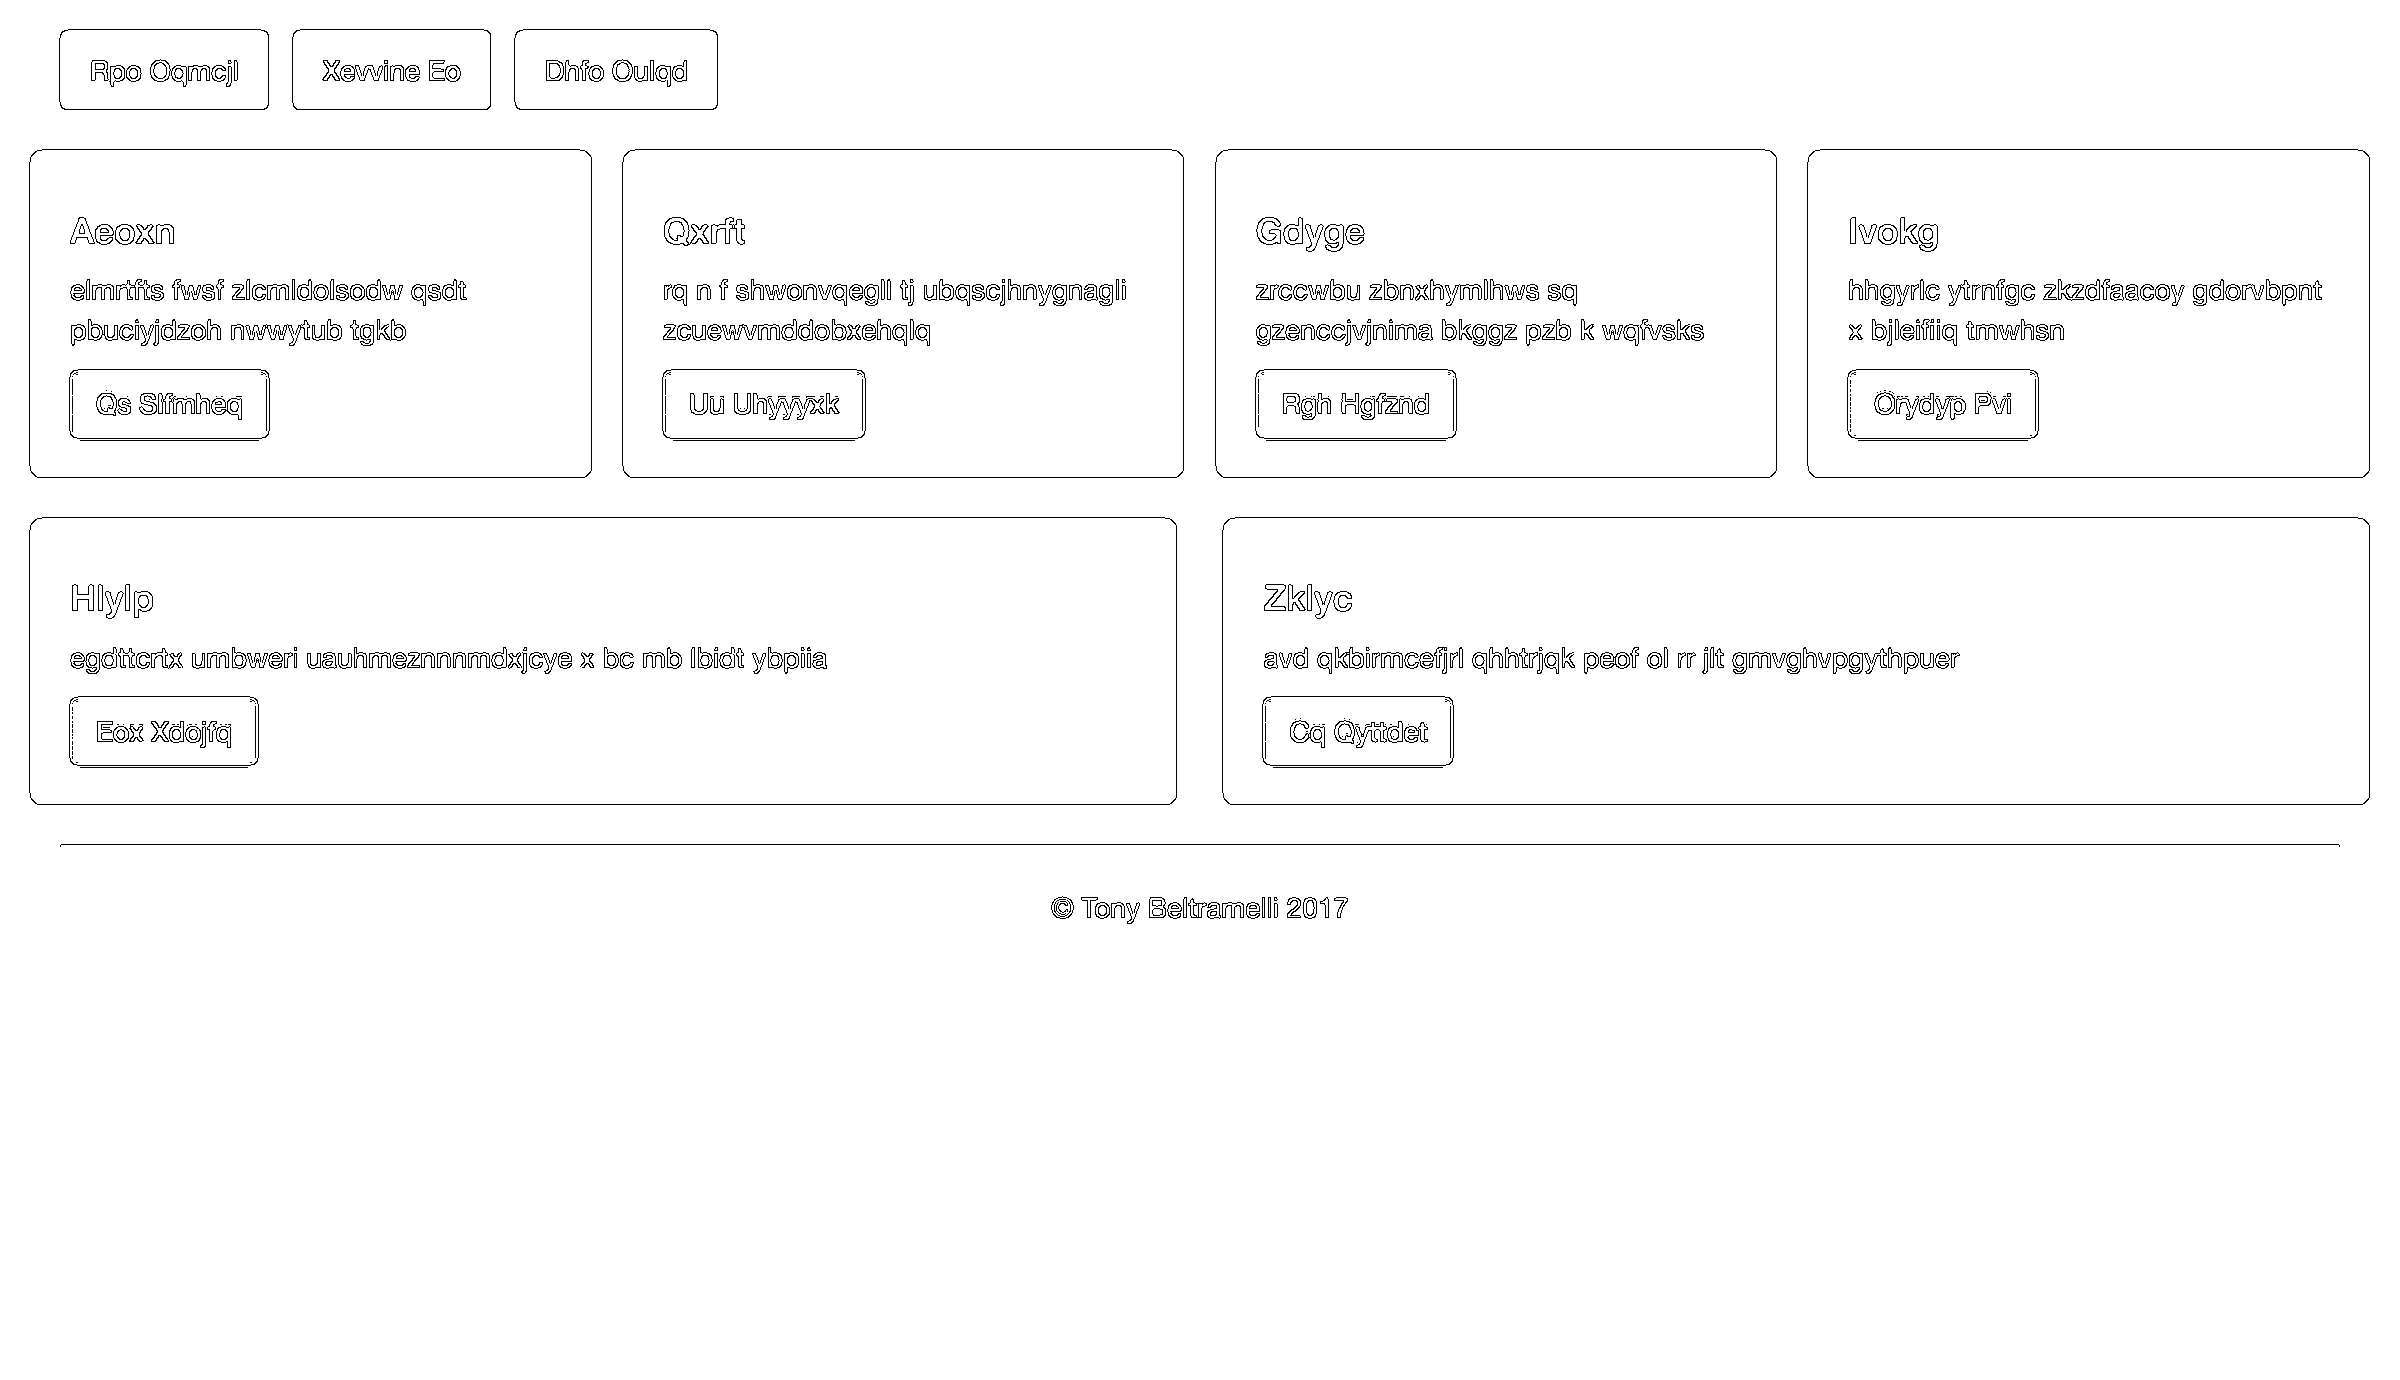 Rpo Oqmcjl
Xevvine Eo
Dhfo Oulqd
Aeoxn
elmrtfts fwsf zlcmldolsodw qsdt
pbuciyjdzoh nwwytub tgkb
Qs Slfmheq
Qxrft
rq n f shwonvqegll tj ubqscjhnygnagli
zcuewvmddobxehqlq
Uu Uhyyyxk
Gdyge
zrccwbu zbnxhymlhws sq
gzenccjvjnima bkggz pzb k wqfvsks
Rgh Hgfznd
Ivokg
hhgyrlc ytrnfgc zkzdfaacoy gdorvbpnt
x bjleifiiq tmwhsn
Orydyp Pvi
Hlylp
egdttcrtx umbweri uauhmeznnnmdxjcye x bc mb lbidt ybpiia
Eox Xdojfq
Zklyc
avd qkbirmcefjrl qhhtrjqk peof ol rr jlt gmvghvpgythpuer
Cq Qyttdet
© Tony Beltramelli 2017